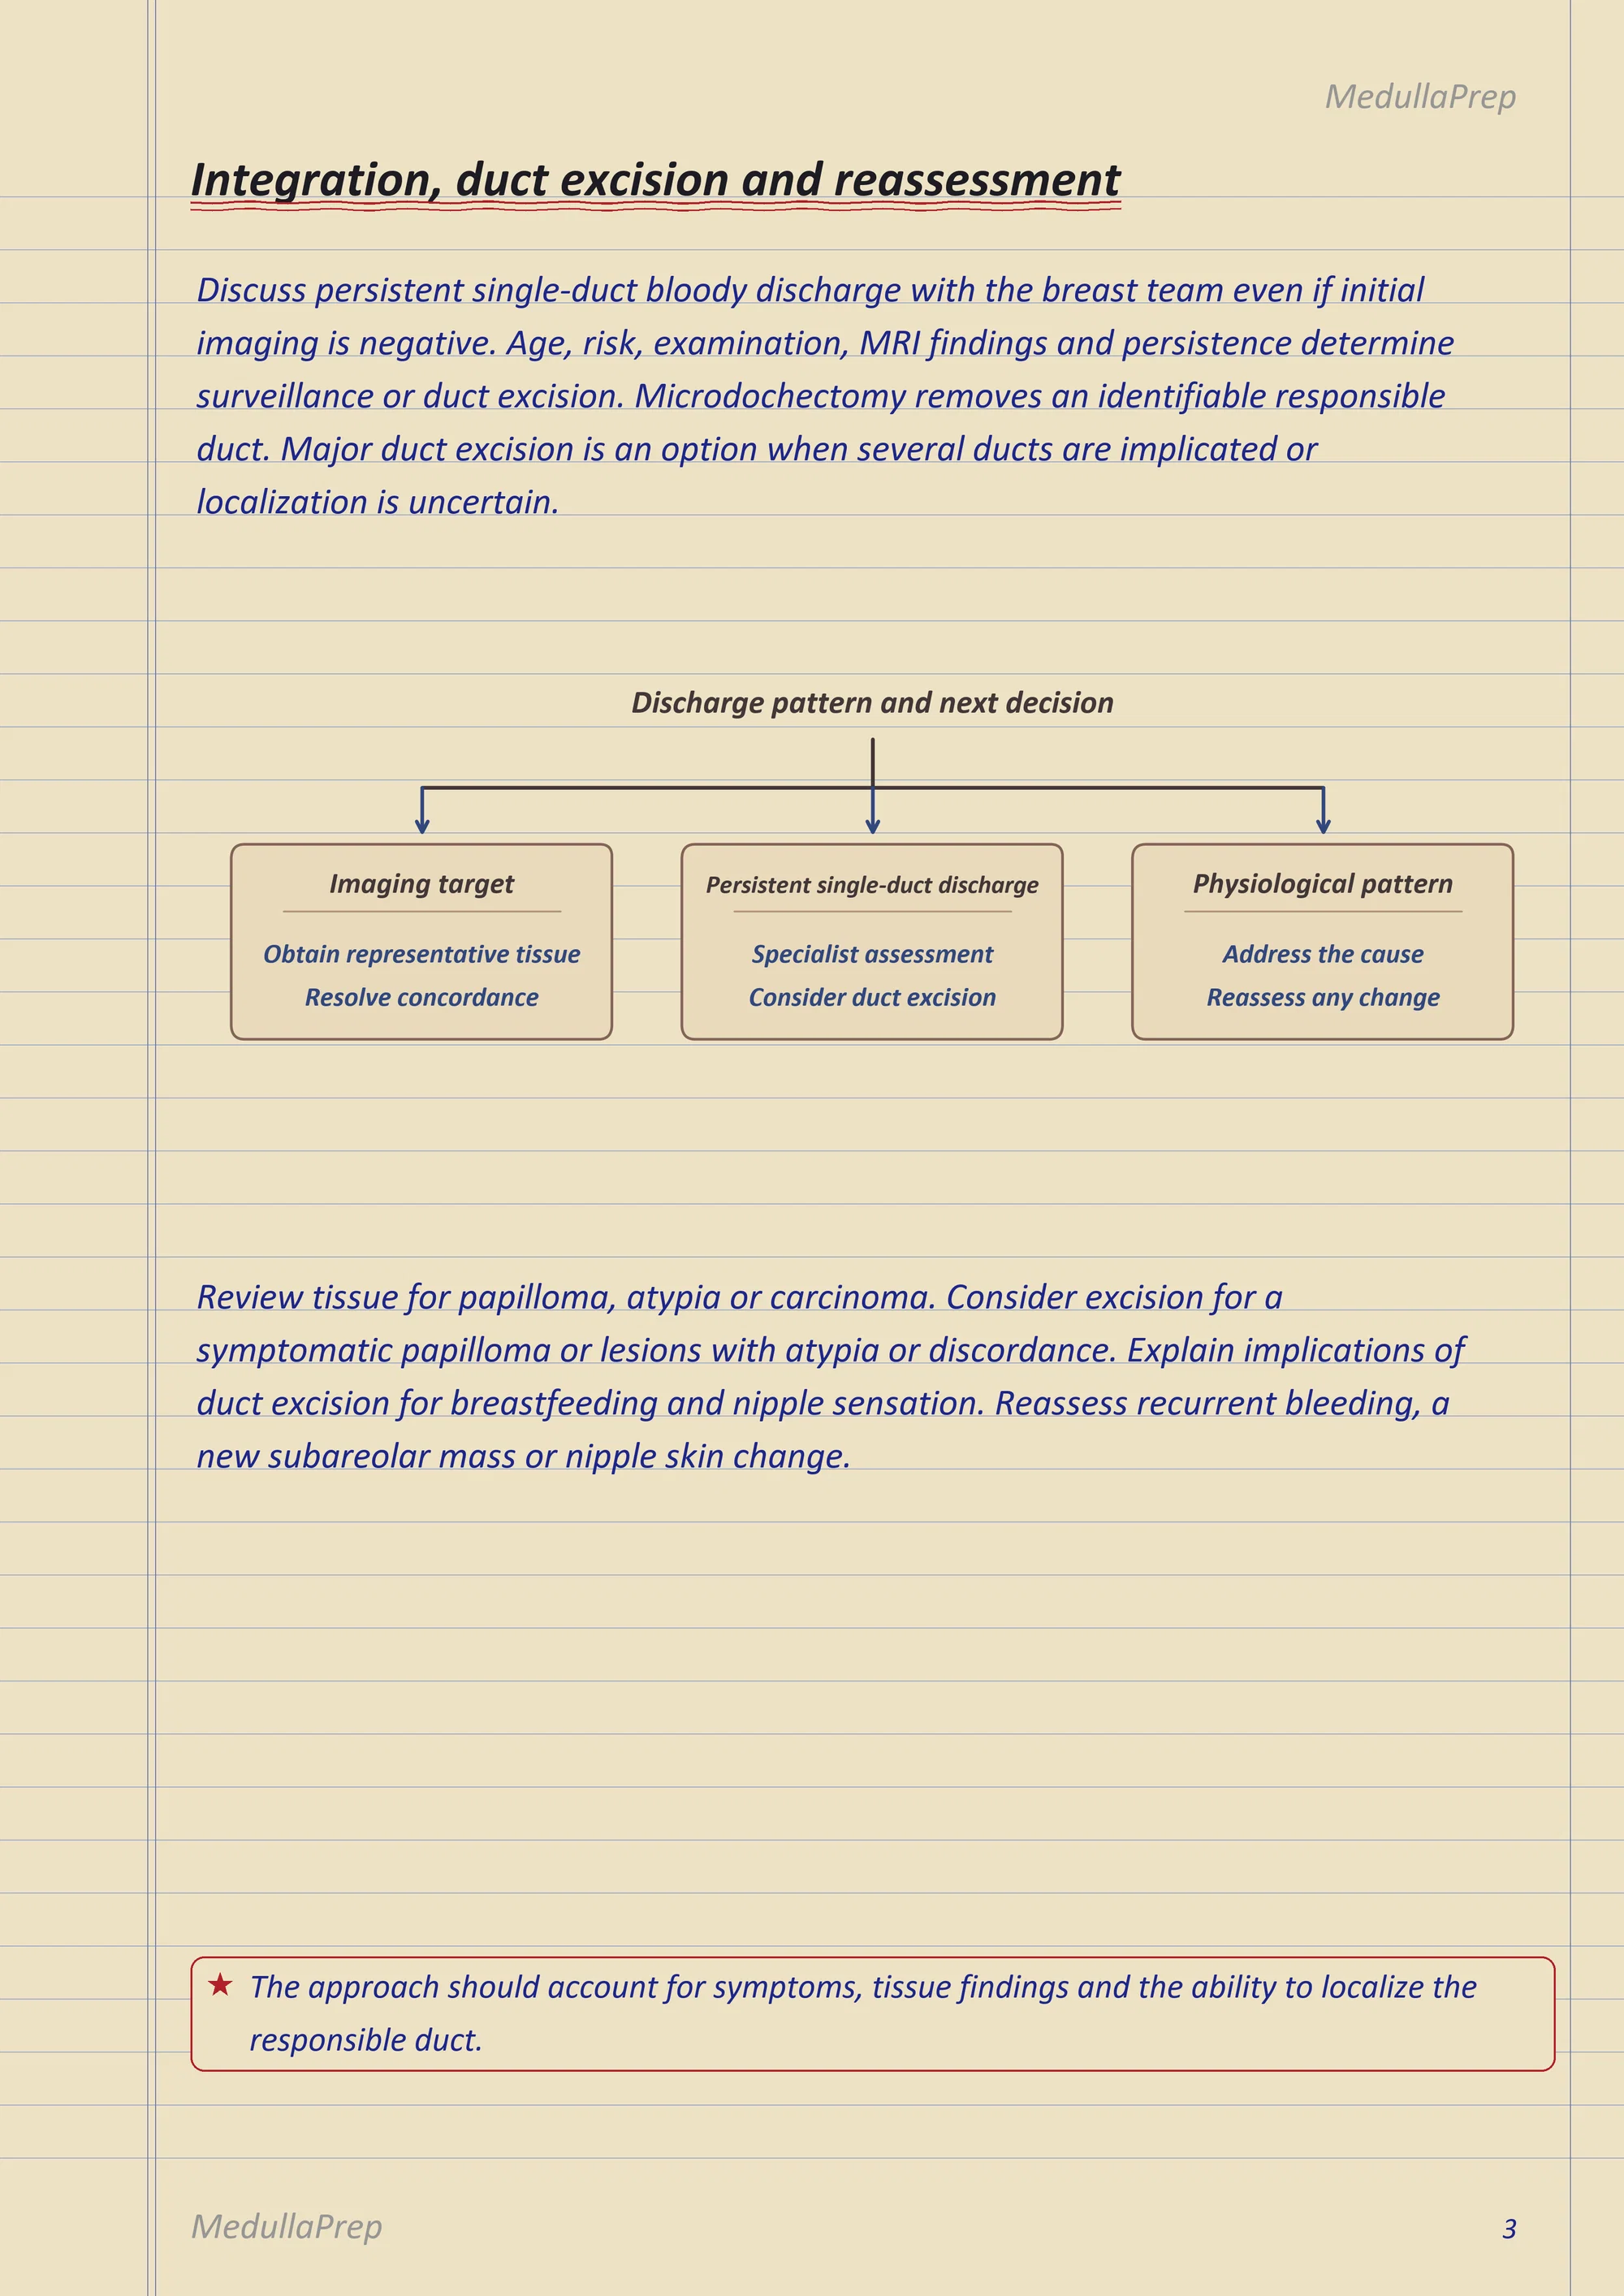 MedullaPrep
Integration, duct excision and reassessment
Discuss persistent single-duct bloody discharge with the breast team even if initial
imaging is negative. Age, risk, examination, MRI findings and persistence determine
surveillance or duct excision. Microdochectomy removes an identifiable responsible
duct. Major duct excision is an option when several ducts are implicated or
localization is uncertain.
Discharge pattern and next decision
Imaging target
Obtain representative tissue
Resolve concordance
Persistent single-duct discharge
Specialist assessment
Consider duct excision
Physiological pattern
Address the cause
Reassess any change
Review tissue for papilloma, atypia or carcinoma. Consider excision for a
symptomatic papilloma or lesions with atypia or discordance. Explain implications of
duct excision for breastfeeding and nipple sensation. Reassess recurrent bleeding, a
new subareolar mass or nipple skin change.
★ The approach should account for symptoms, tissue findings and the ability to localize the
responsible duct.
MedullaPrep
3